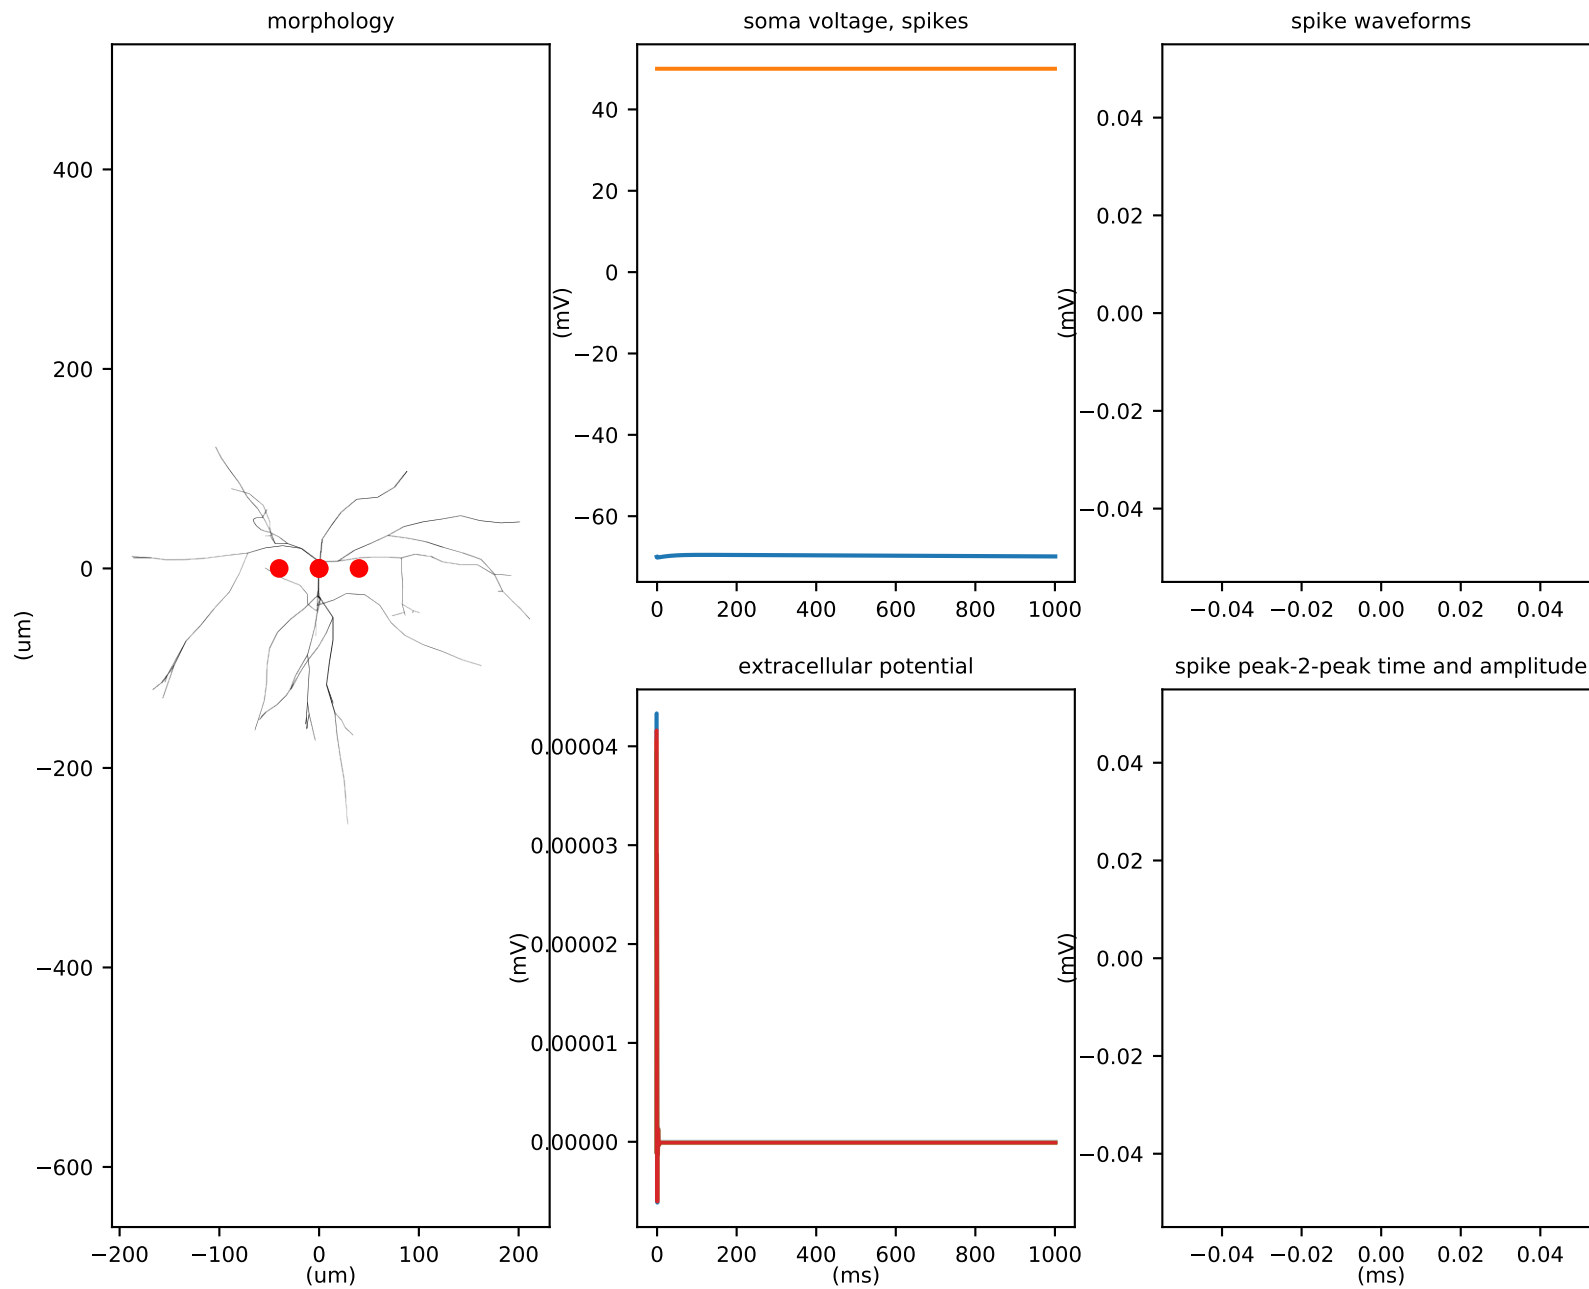 morphology
soma voltage, spikes
spike waveforms
(um)
400
200
0
−200
−400
−600
−200 −100 0 100 200
(um)
(mV)
40
20
0
−20
−40
−60
0 200 400 600 800 1000
(mV)
0.04
0.02
0.00
−0.02
−0.04
−0.04 −0.02 0.00 0.02 0.04
extracellular potential
spike peak-2-peak time and amplitude
(mV)
0.00004
0.00003
0.00002
0.00001
0.00000
0 200 400 600 800 1000
(ms)
(mV)
0.04
0.02
0.00
−0.02
−0.04
−0.04 −0.02 0.00 0.02 0.04
(ms)